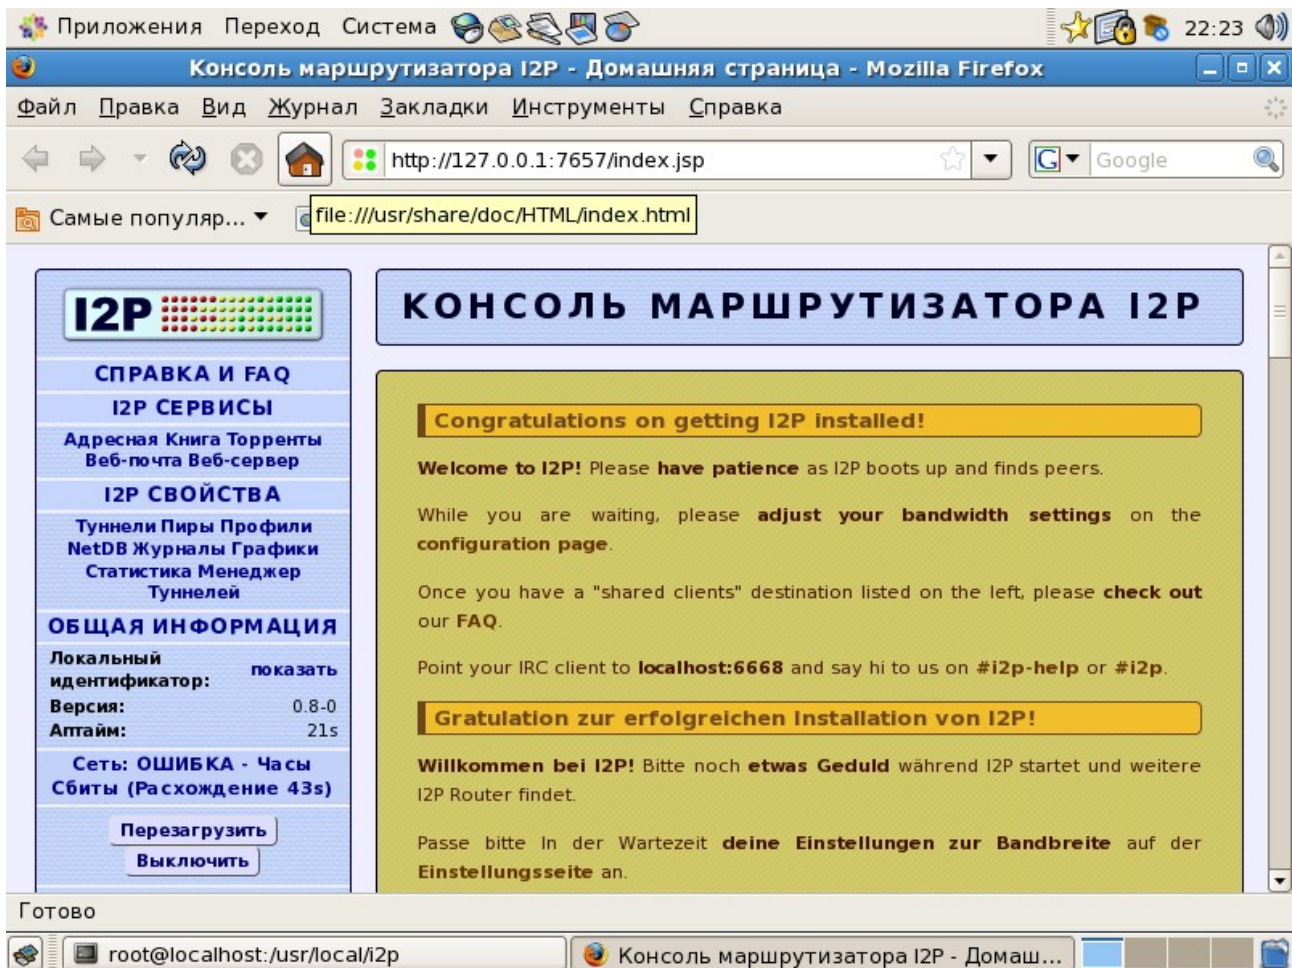 Приложения Переход Система 22:23
Консоль маршрутизатора I2P - Домашняя страница - Mozilla Firefox
Файл Правка Вид Журнал Закладки Инструменты Справка
http://127.0.0.1:7657/index.jsp G Google
Самые популяр...
file:///usr/share/doc/HTML/index.html
I2P
СПРАВКА И FAQ
I2P СЕРВИСЫ
Адресная Книга Торренты
Веб-почта Веб-сервер
I2P СВОЙСТВА
Туннели Пиры Профили
NetDB Журналы Графики
Статистика Менеджер
Туннелей
ОБЩАЯ ИНФОРМАЦИЯ
Локальный
идентификатор: показать
Версия: 0.8-0
Аптайм: 21s
Сеть: ОШИБКА - Часы
Сбиты (Расхождение 43s)
Перезагрузить
Выключить
КОНСОЛЬ МАРШРУТИЗАТОРА I2P
Congratulations on getting I2P installed!
Welcome to I2P! Please have patience as I2P boots up and finds peers.
While you are waiting, please adjust your bandwidth settings on the
configuration page.
Once you have a "shared clients" destination listed on the left, please check out
our FAQ.
Point your IRC client to localhost:6668 and say hi to us on #i2p-help or #i2p.
Gratulation zur erfolgreichen Installation von I2P!
Willkommen bei I2P! Bitte noch etwas Geduld während I2P startet und weitere
I2P Router findet.
Passe bitte In der Wartezeit deine Einstellungen zur Bandbreite auf der
Einstellungsseite an.
Готово
root@localhost:/usr/local/i2p
Консоль маршрутизатора I2P - Домаш...